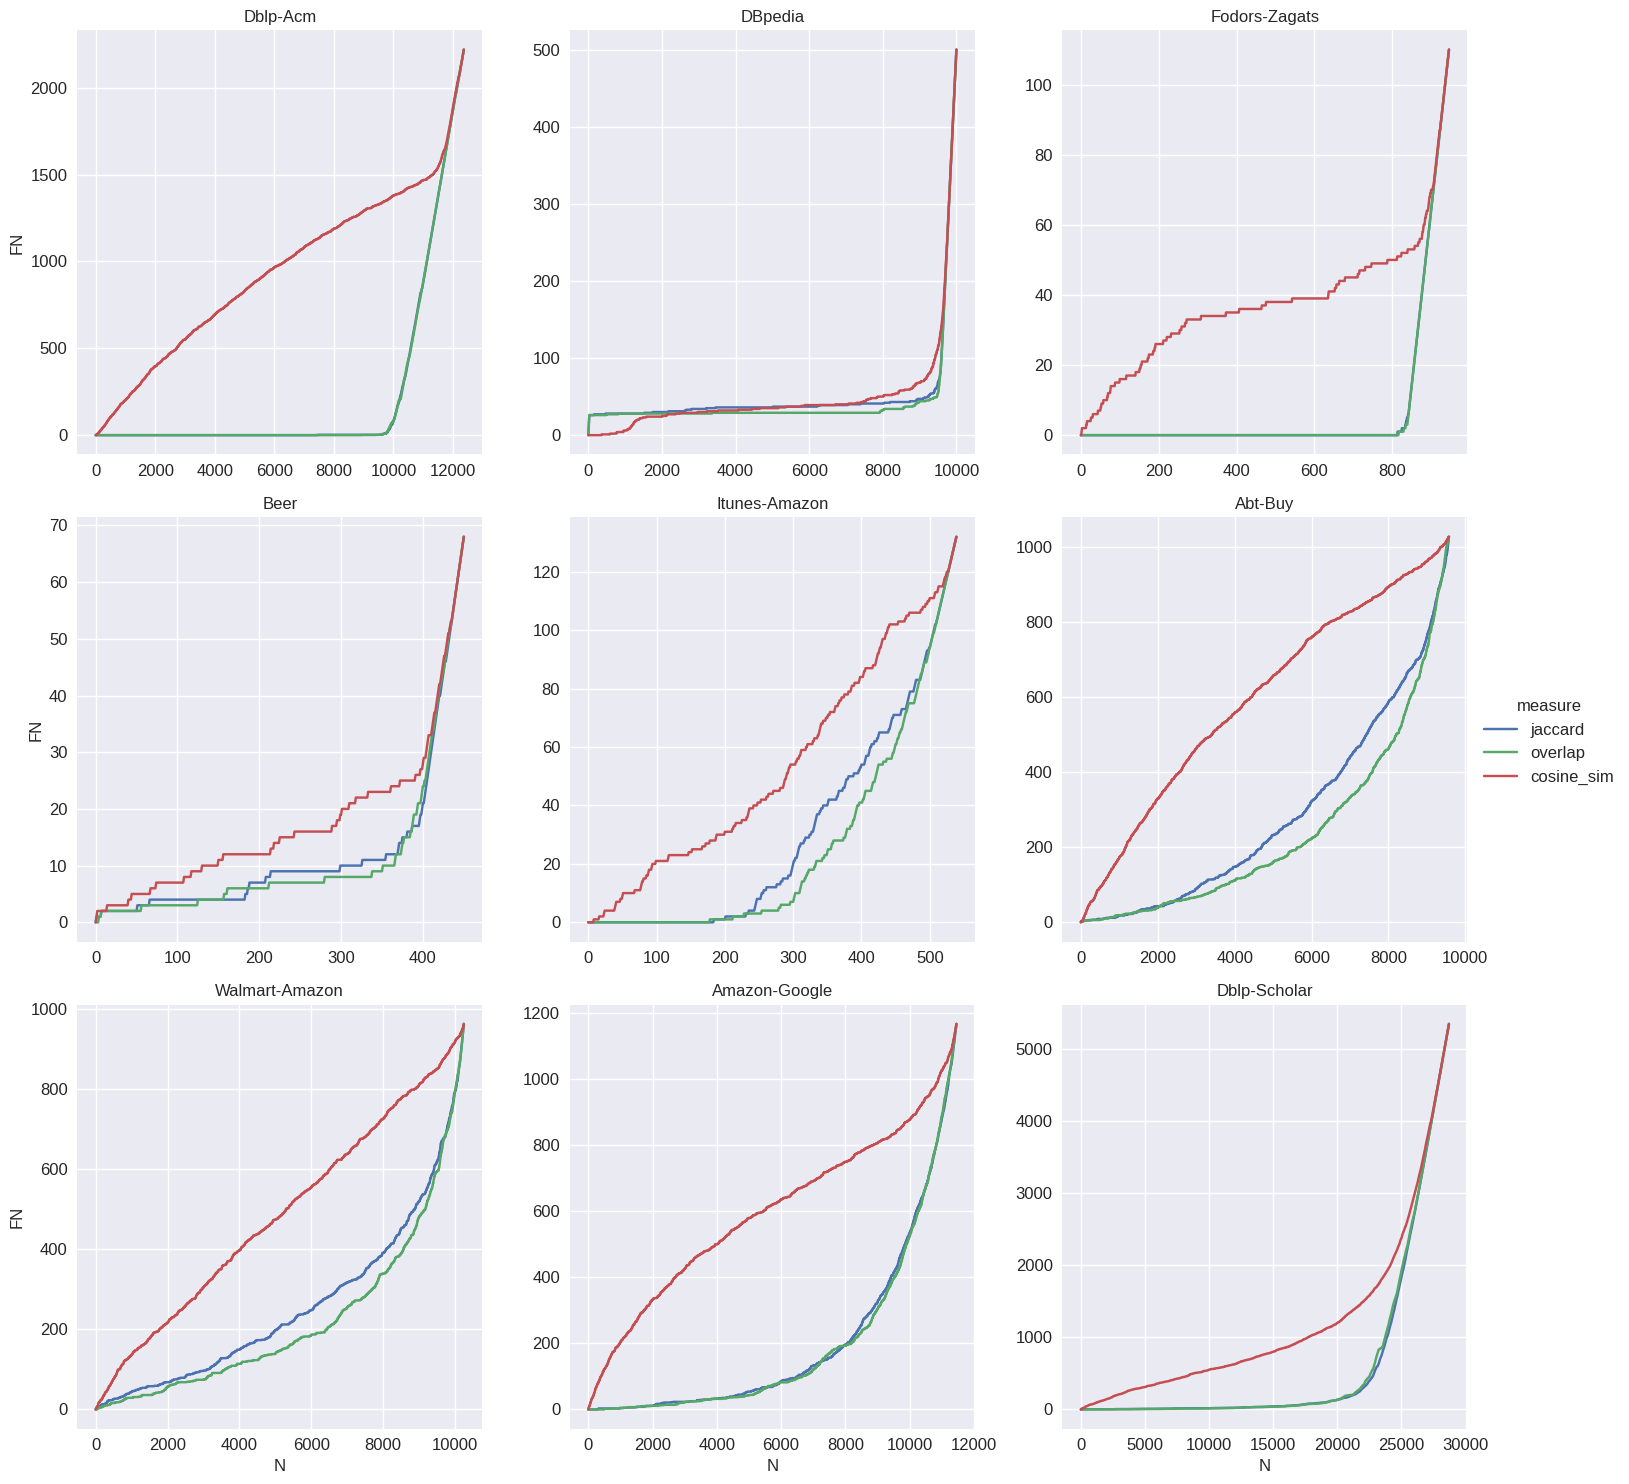 Dblp-Acm
DBpedia
Fodors-Zagats
FN
2000
1500
1000
500
0
0 2000 4000 6000 8000 10000 12000
500
400
300
200
100
0
0 2000 4000 6000 8000 10000
100
80
60
40
20
0
0 200 400 600 800
Beer
Itunes-Amazon
Abt-Buy
FN
70
60
50
40
30
20
10
0
0 100 200 300 400
120
100
80
60
40
20
0
0 100 200 300 400 500
1000
800
600
400
200
0
0 2000 4000 6000 8000 10000
measure
jaccard
overlap
cosine_sim
Walmart-Amazon
Amazon-Google
Dblp-Scholar
FN
1000
800
600
400
200
0
0 2000 4000 6000 8000 10000
N
1200
1000
800
600
400
200
0
0 2000 4000 6000 8000 10000 12000
N
5000
4000
3000
2000
1000
0
0 5000 10000 15000 20000 25000 30000
N